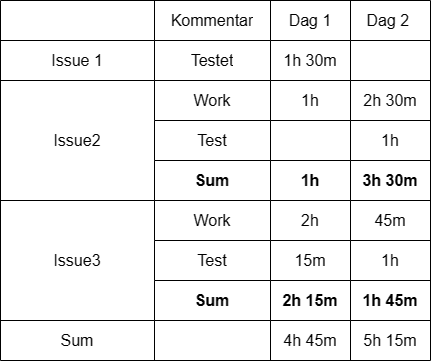 Kommentar Dag 1 Dag 2
Issue 1 Testet 1h 30m
Work 1h 2h 30m
Issue2 Test 1h
Sum 1h 3h 30m
Work 2h 45m
Issue3 Test 15m 1h
Sum 2h 15m 1h 45m
Sum 4h 45m 5h 15m